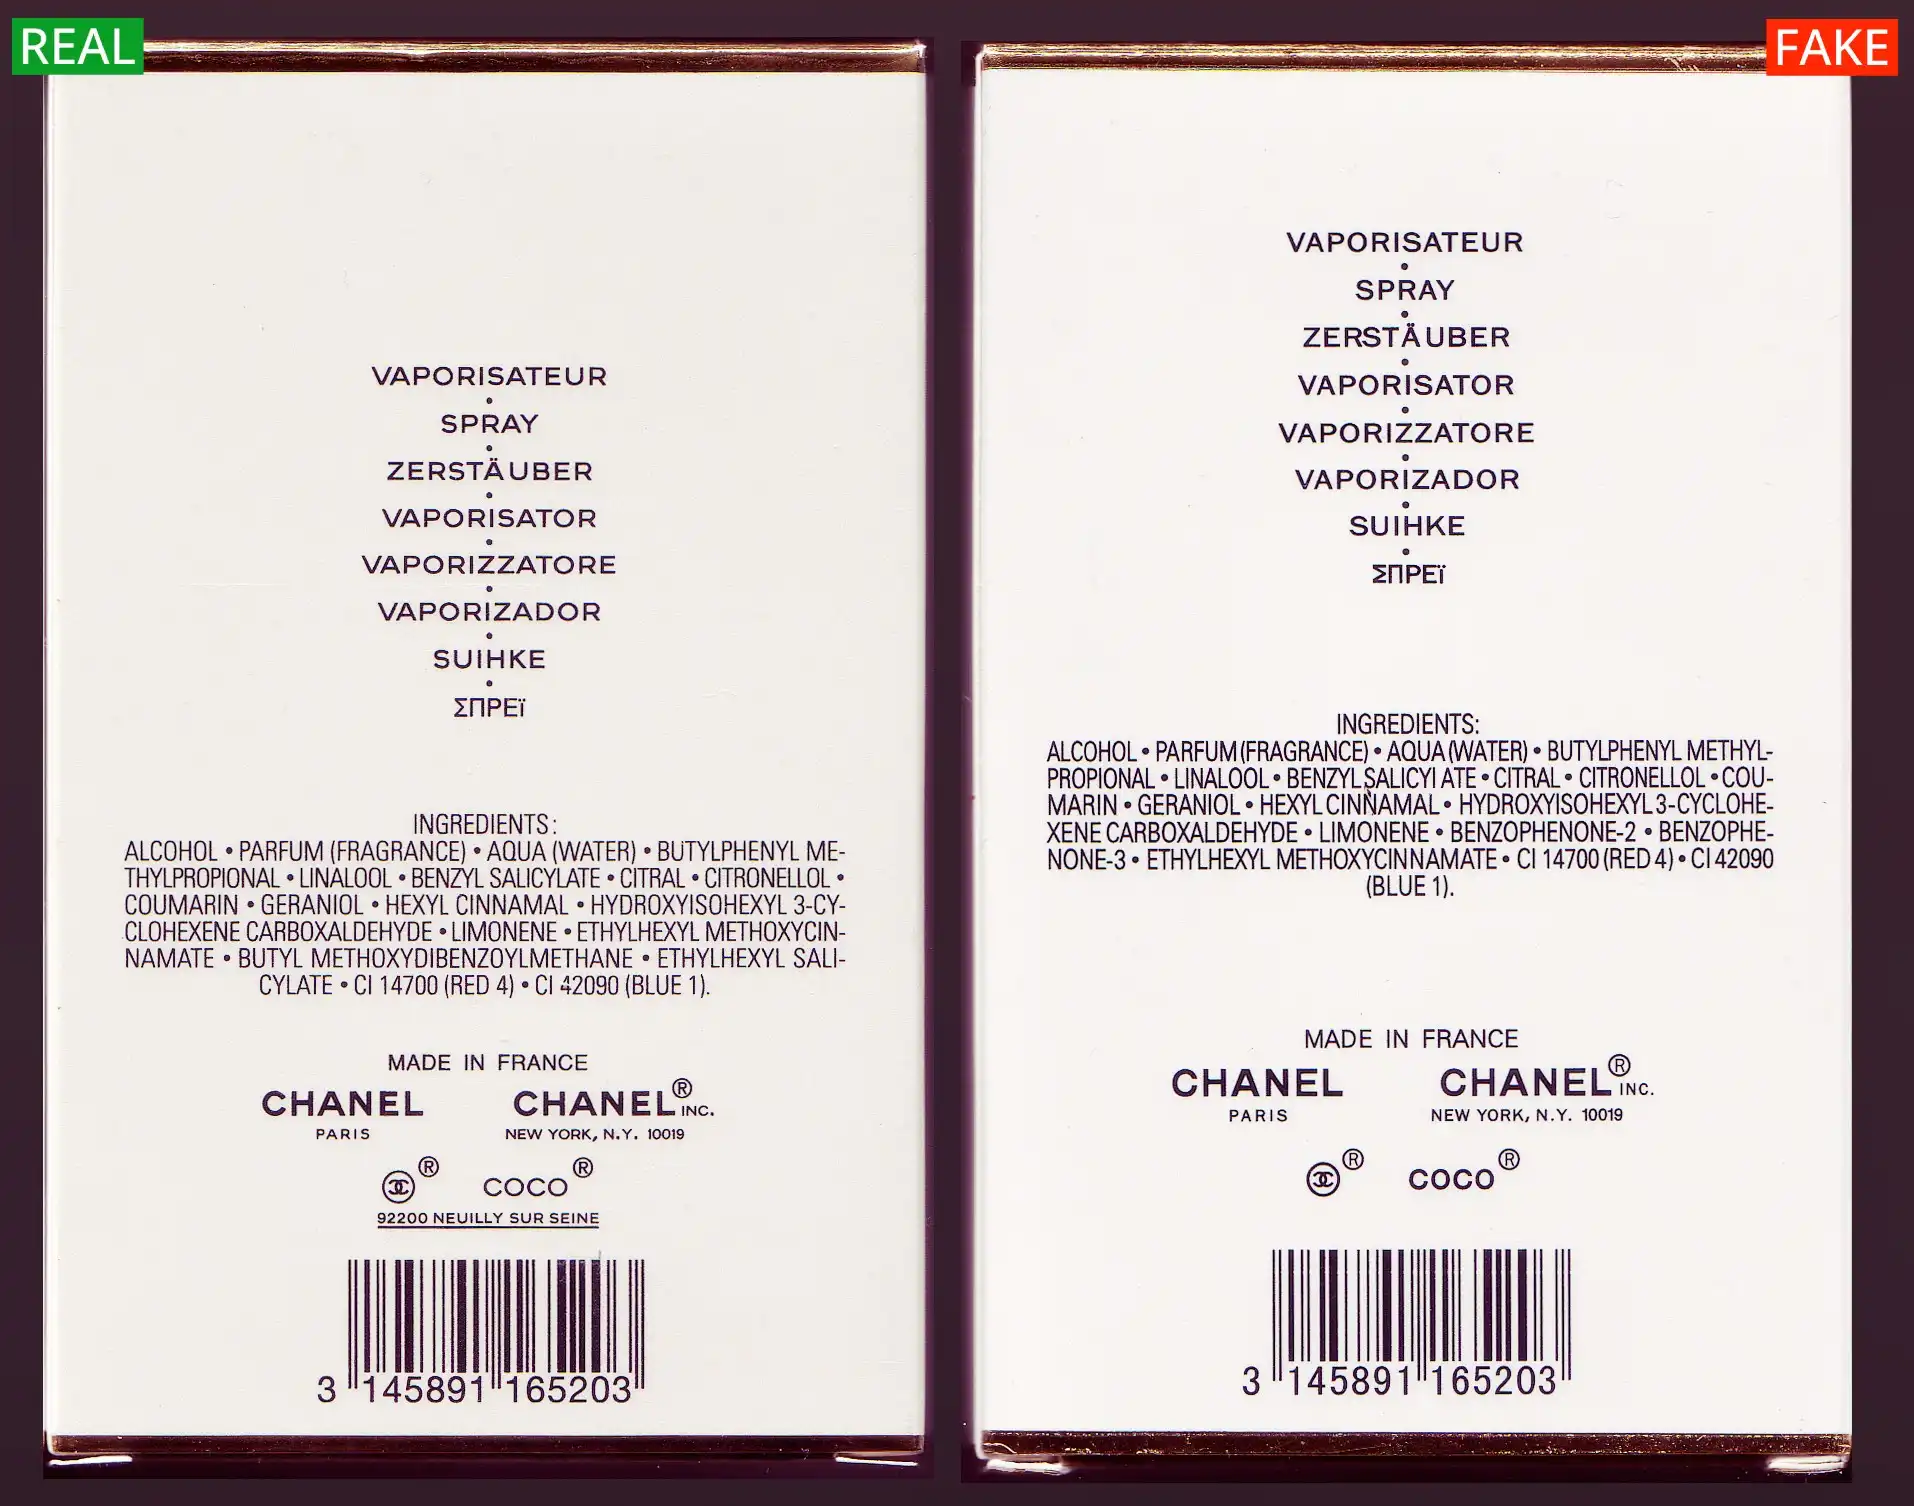 REAL
VAPORISATEUR
•
SPRAY
•
ZERSTÄUBER
•
VAPORISATOR
•
VAPORIZZATORE
•
VAPORIZADOR
•
SUIHKE
•
ΣΠΡΕΪ
INGREDIENTS:
ALCOHOL • PARFUM (FRAGRANCE) • AQUA (WATER) • BUTYLPHENYL ME-
THYLPROPIONAL • LINALOOL • BENZYL SALICYLATE • CITRAL • CITRONELLOL •
COUMARIN • GERANIOL • HEXYL CINNAMAL • HYDROXYISOHEXYL 3-CY-
CLOHEXENE CARBOXALDEHYDE • LIMONENE • ETHYLHEXYL METHOXYCIN-
NAMATE • BUTYL METHOXYDIBENZOYLMETHANE • ETHYLHEXYL SALI-
CYLATE • CI 14700 (RED 4) • CI 42090 (BLUE 1).
MADE IN FRANCE
CHANEL CHANEL® INC.
PARIS NEW YORK, N.Y. 10019
® COCO®
92200 NEUILLY SUR SEINE
3 145891 165203
FAKE
VAPORISATEUR
•
SPRAY
•
ZERSTÄUBER
•
VAPORISATOR
•
VAPORIZZATORE
•
VAPORIZADOR
•
SUIHKE
•
ΣΠΡΕΪ
INGREDIENTS:
ALCOHOL • PARFUM (FRAGRANCE) • AQUA (WATER) • BUTYLPHENYL METHYL-
PROPIONAL • LINALOOL • BENZYL SALICYI ATE • CITRAL • CITRONELLOL • COU-
MARIN • GERANIOL • HEXYL CINNAMAL • HYDROXYISOHEXYL 3-CYCLOHE-
XENE CARBOXALDEHYDE • LIMONENE • BENZOPHENONE-2 • BENZOPHE-
NONE-3 • ETHYLHEXYL METHOXYCINNAMATE • CI 14700 (RED 4) • CI 42090
(BLUE 1).
MADE IN FRANCE
CHANEL CHANEL® INC.
PARIS NEW YORK, N.Y. 10019
® COCO®
3 145891 165203